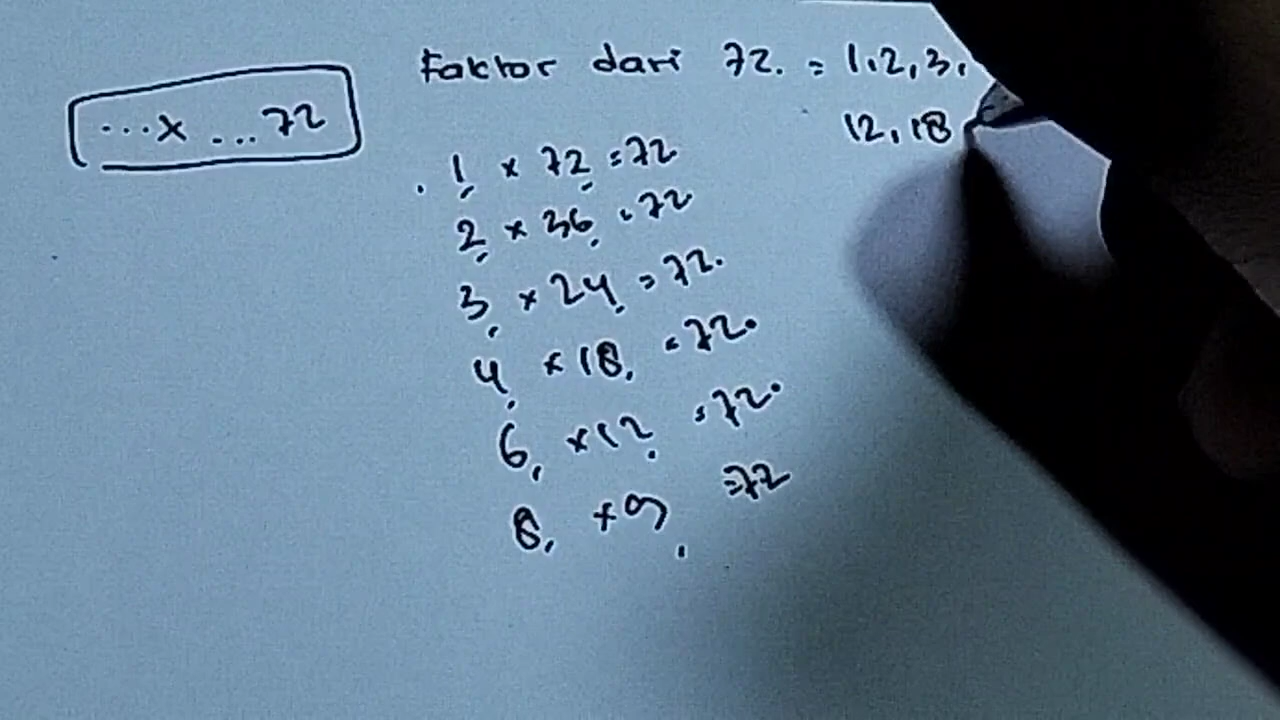 Faktor dari 72. = 1, 2, 3,
12, 18
...x ... 72
1 x 72 = 72
2 x 36 = 72
3 x 24 = 72.
4 x 18 = 72.
6 x 12 = 72.
8 x 9 = 72